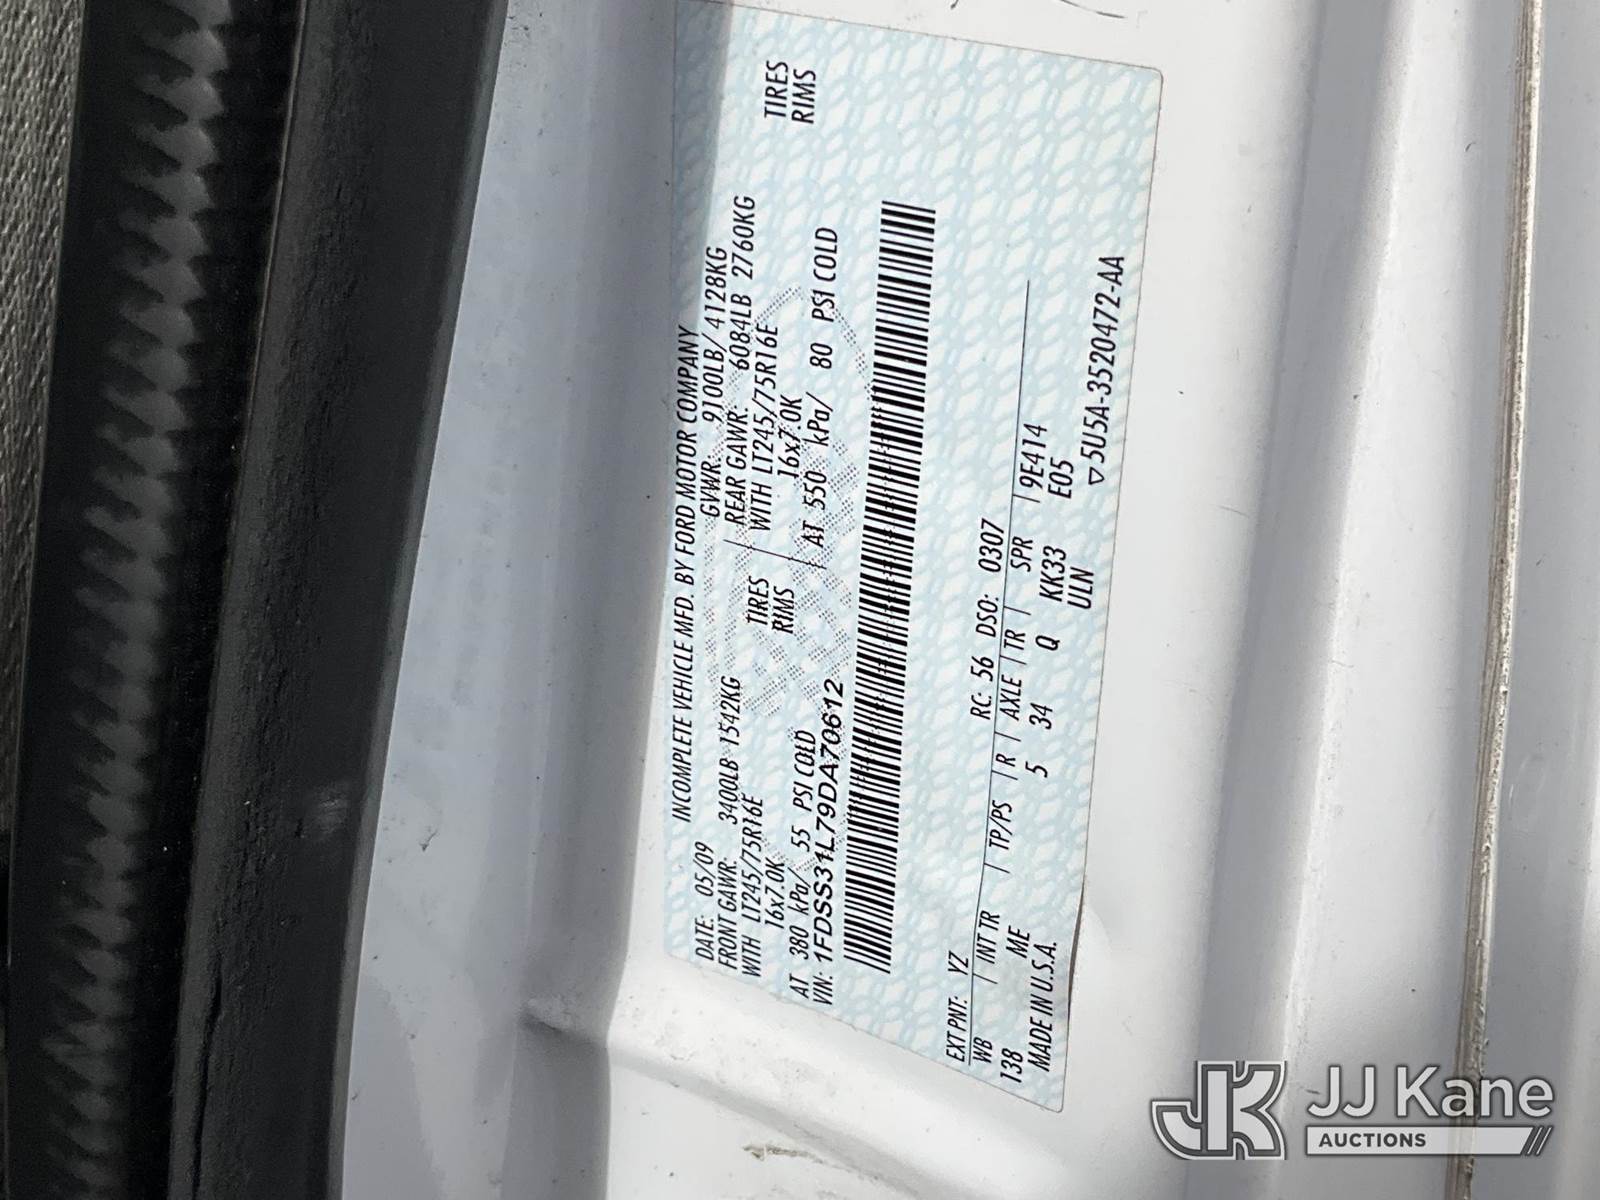 INCOMPLETE VEHICLE MFD. BY FORD MOTOR COMPANY
DATE: 05/09 GVWR: 9100LB/ 4128KG
FRONT GAWR: 3400LB 1542KG REAR GAWR: 6084LB 2760KG
WITH LT245/75R16E TIRES WITH LT245/75R16E TIRES
16x7.0K RIMS 16x7.0K RIMS
AT 380 kPa/ 55 PSI COLD AT 550 kPa/ 80 PSI COLD
VIN: 1FDSS31L79DA70612
EXT PNT: YZ RC: 56 DSO: 0307
WB INT TR TP/PS R AXLE TR SPR 9E414
138 ME 5 34 Q KK33 E05
MADE IN U.S.A. ULN
▽5U5A-3520472-AA
JK JJ Kane
AUCTIONS